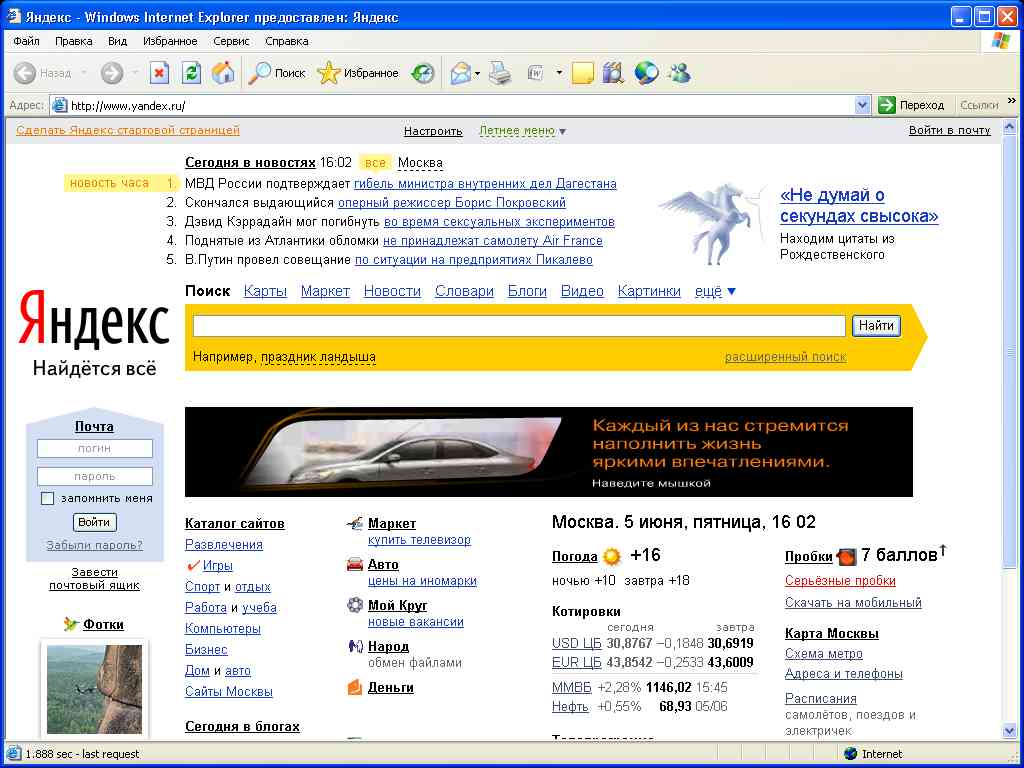 Яндекс - Windows Internet Explorer предоставлен: Яндекс
Файл Правка Вид Избранное Сервис Справка
Назад Поиск Избранное
Адрес: http://www.yandex.ru/ Переход Ссылки »
Сделать Яндекс стартовой страницей Настроить Летнее меню ▼ Войти в почту
Сегодня в новостях 16:02 все Москва
новость часа 1. МВД России подтверждает гибель министра внутренних дел Дагестана
2. Скончался выдающийся оперный режиссер Борис Покровский
3. Дэвид Кэррадайн мог погибнуть во время сексуальных экспериментов
4. Поднятые из Атлантики обломки не принадлежат самолету Air France
5. В.Путин провел совещание по ситуации на предприятиях Пикалево
«Не думай о
секундах свысока»
Находим цитаты из
Рождественского
Яндекс
Найдётся всё
Поиск Карты Маркет Новости Словари Блоги Видео Картинки ещё ▼
Найти
Например, праздник ландыша расширенный поиск
Почта
логин
пароль
запомнить меня
Войти
Забыли пароль?
Завести
почтовый ящик
Фотки
Каждый из нас стремится
наполнить жизнь
яркими впечатлениями.
Наведите мышкой
Каталог сайтов
Развлечения
Игры
Спорт и отдых
Работа и учеба
Компьютеры
Бизнес
Дом и авто
Сайты Москвы
Сегодня в блогах
Маркет
купить телевизор
Авто
цены на иномарки
Мой Круг
новые вакансии
Народ
обмен файлами
Деньги
Москва. 5 июня, пятница, 16 02
Погода +16
ночью +10 завтра +18
Котировки
сегодня завтра
USD ЦБ 30,8767 −0,1848 30,6919
EUR ЦБ 43,8542 −0,2533 43,6009
ММВБ +2,28% 1146,02 15:45
Нефть +0,55% 68,93 05/06
Пробки 7 баллов↑
Серьёзные пробки
Скачать на мобильный
Карта Москвы
Схема метро
Адреса и телефоны
Расписания
самолётов, поездов и
электричек
1.888 sec - last request Internet